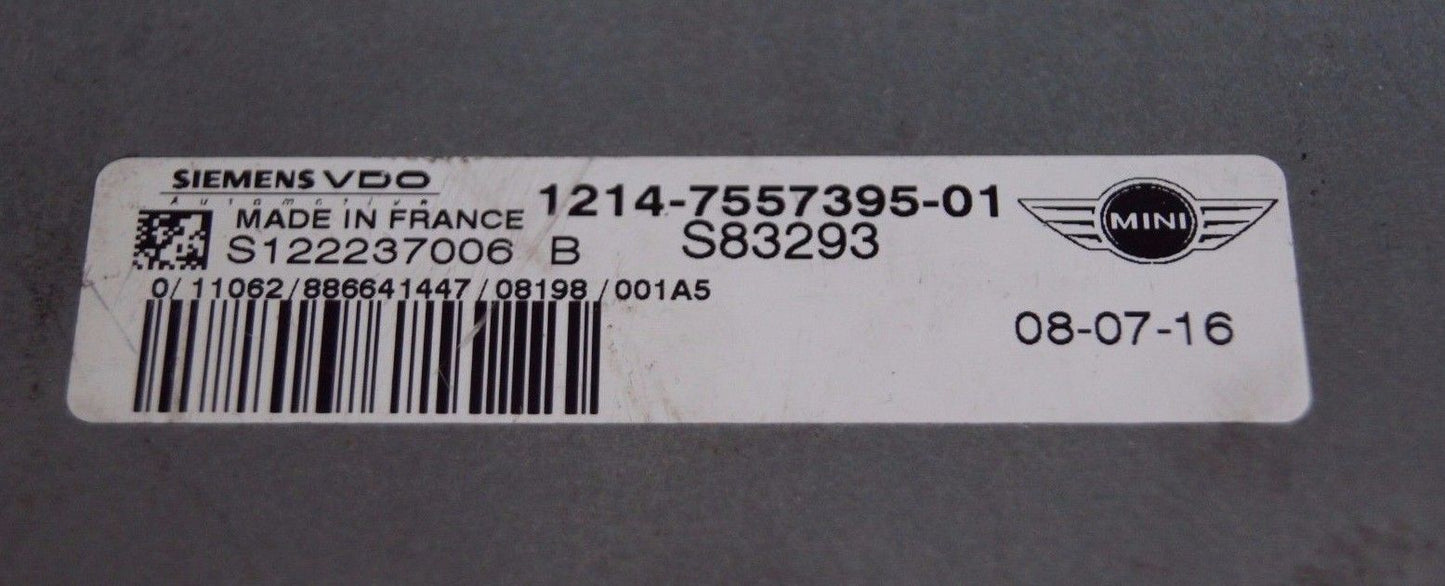 SIEMENS VDO
Automotive
MADE IN FRANCE
S122237006 B
1214-7557395-01
S83293
MINI
0/11062/886641447/08198/001A5
08-07-16